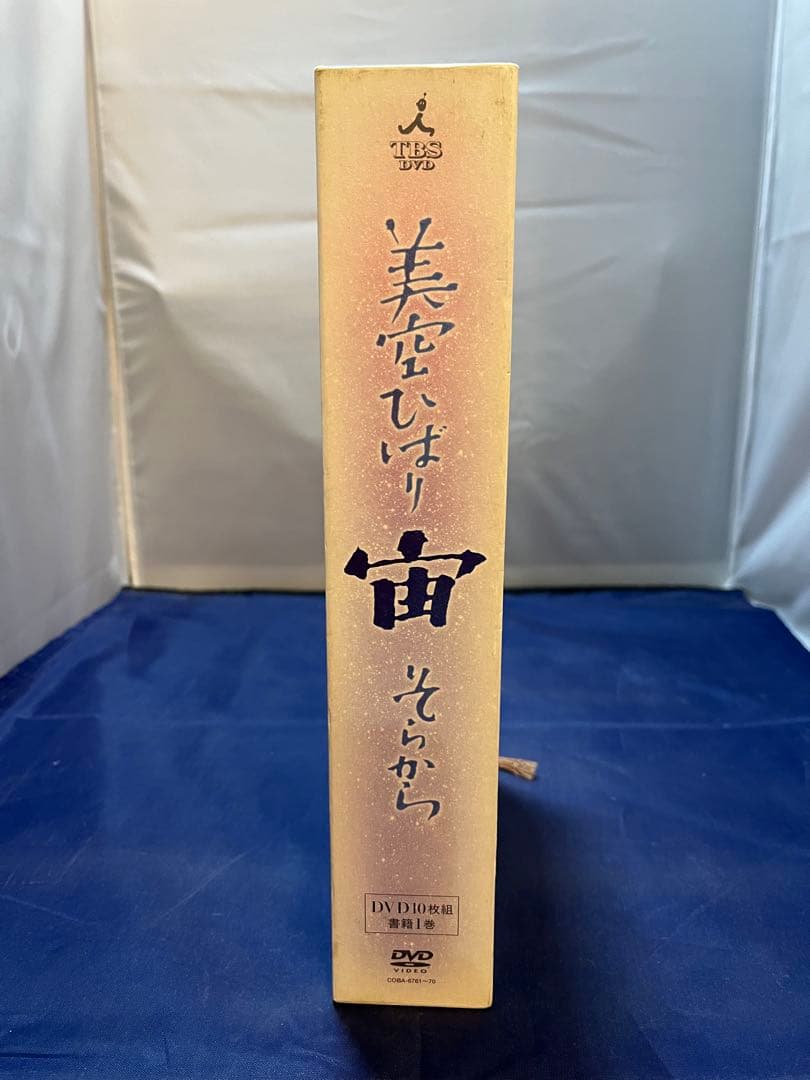 TBS
DVD
美空ひばり
宙
そらから
DVD10枚組
書籍1巻
DVD
VIDEO
COBA-6761〜70